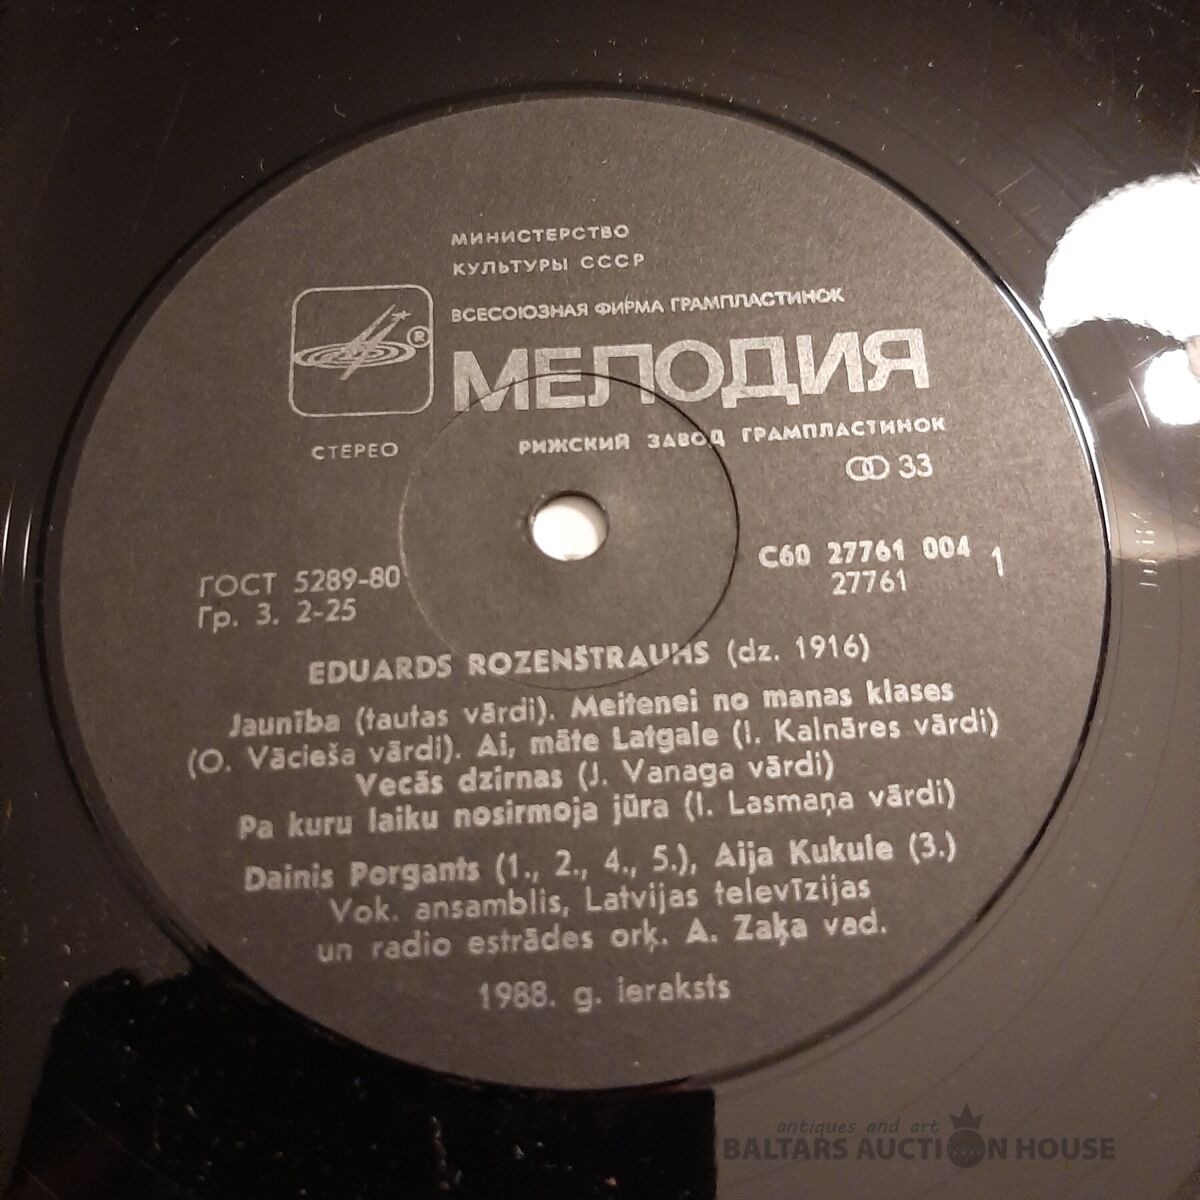 МИНИСТЕРСТВО
КУЛЬТУРЫ СССР
ВСЕСОЮЗНАЯ ФИРМА ГРАМПЛАСТИНОК
®
МЕЛОДИЯ
СТЕРЕО
РИЖСКИЙ ЗАВОД ГРАМПЛАСТИНОК
33
ГОСТ 5289-80
Гр. 3. 2-25
С60 27761 004 1
27761
EDUARDS ROZENŠTRAUHS (dz. 1916)
Jaunība (tautas vārdi). Meitenei no manas klases
(O. Vācieša vārdi). Ai, māte Latgale (I. Kalnāres vārdi)
Vecās dzirnas (J. Vanaga vārdi)
Pa kuru laiku nosirmoja jūra (I. Lasmaņa vārdi)
Dainis Porgants (1., 2., 4., 5.), Aija Kukule (3.)
Vok. ansamblis, Latvijas televīzijas
un radio estrādes orķ. A. Zaķa vad.
1988. g. ieraksts
antiques and art
BALTARS AUCTION HOUSE